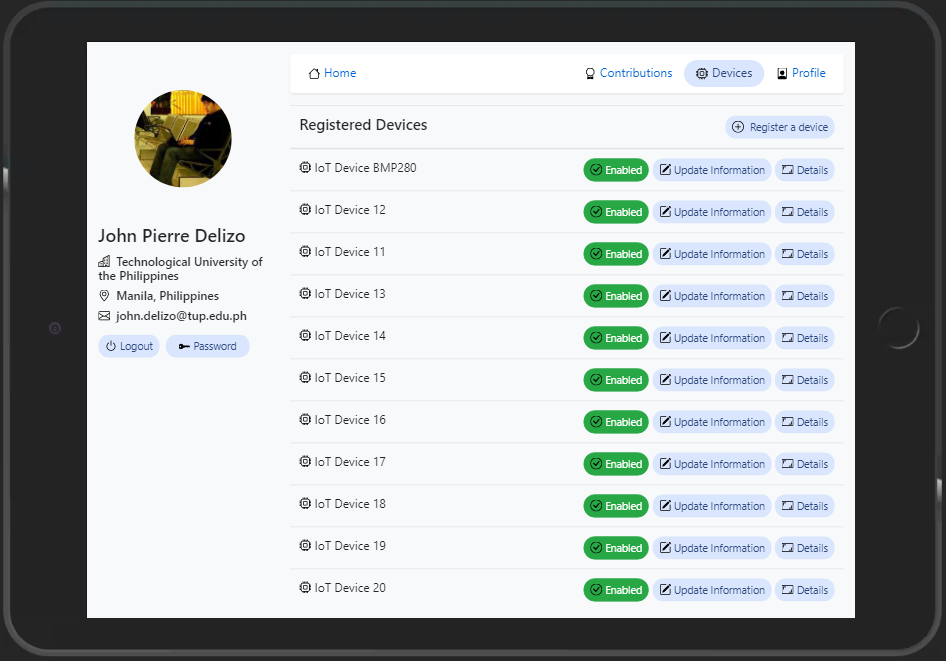 Home
Contributions
Devices
Profile
John Pierre Delizo
Technological University of
the Philippines
Manila, Philippines
john.delizo@tup.edu.ph
Logout
Password
Registered Devices
Register a device
IoT Device BMP280 Enabled Update Information Details
IoT Device 12 Enabled Update Information Details
IoT Device 11 Enabled Update Information Details
IoT Device 13 Enabled Update Information Details
IoT Device 14 Enabled Update Information Details
IoT Device 15 Enabled Update Information Details
IoT Device 16 Enabled Update Information Details
IoT Device 17 Enabled Update Information Details
IoT Device 18 Enabled Update Information Details
IoT Device 19 Enabled Update Information Details
IoT Device 20 Enabled Update Information Details